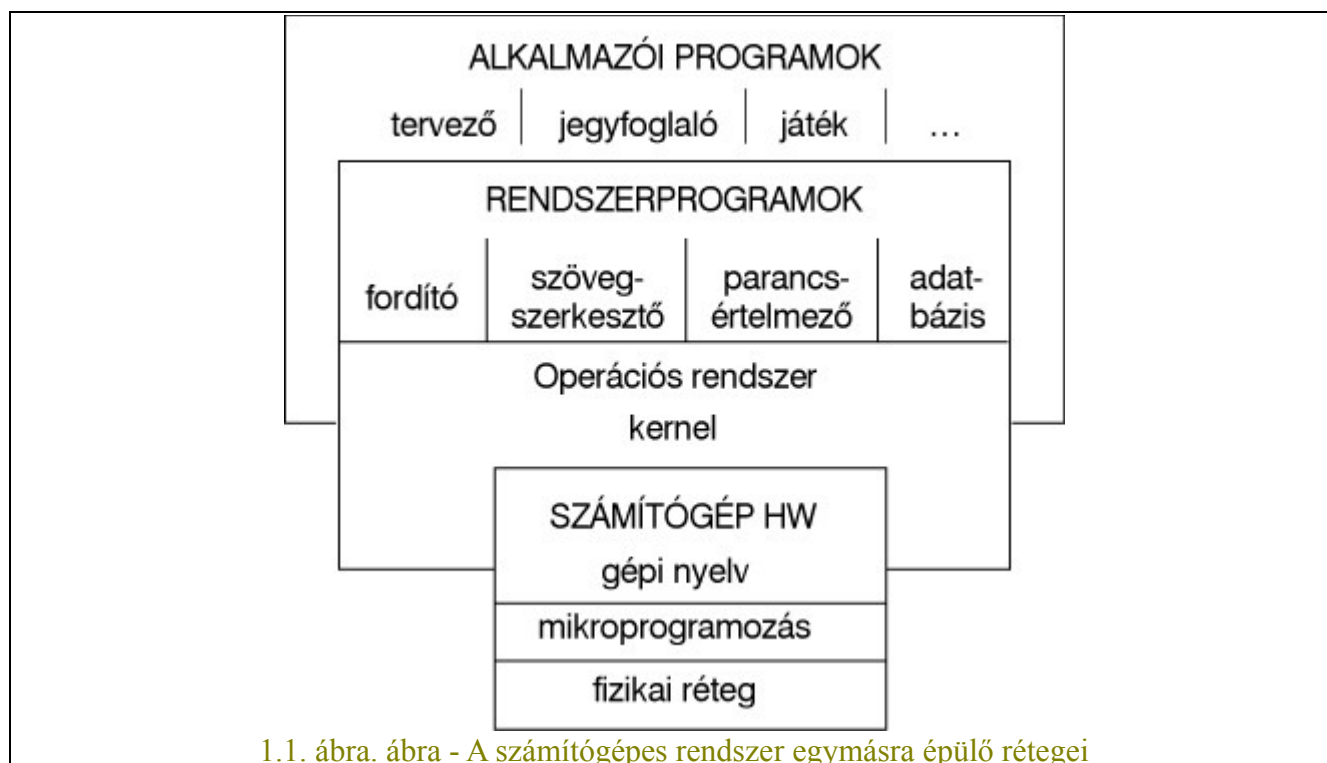 ALKALMAZÓI PROGRAMOK
tervező jegyfoglaló játék ...
RENDSZERPROGRAMOK
fordító szöveg-szerkesztő parancs-értelmező adat-bázis
Operációs rendszer
kernel
SZÁMÍTÓGÉP HW
gépi nyelv
mikroprogramozás
fizikai réteg
1.1. ábra. ábra - A számítógépes rendszer egymásra épülő rétegei